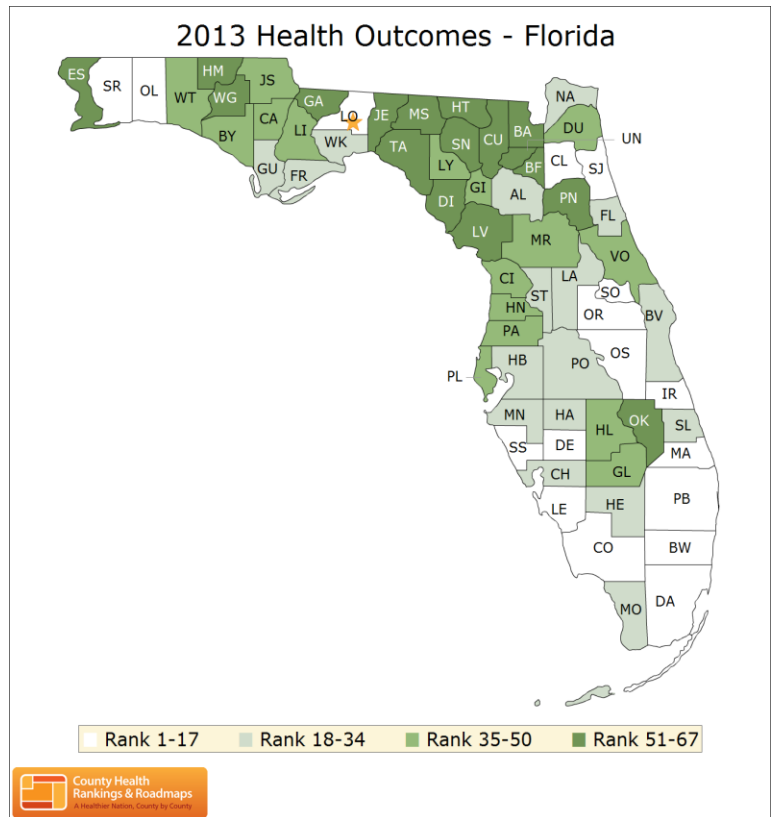 2013 Health Outcomes - Florida
ES
SR
OL
WT
HM
WG
BY
JS
CA
GU
LI
FR
GA
LO
WK
JE
MS
TA
HT
SN
CU
BA
LY
DI
GI
LV
NA
DU
UN
BF
CL
SJ
AL
PN
FL
MR
VO
CI
ST
LA
SO
HN
OR
BV
PA
OS
HB
PO
PL
IR
MN
HA
HL
OK
SL
SS
DE
MA
CH
GL
LE
HE
PB
CO
BW
MO
DA
Rank 1-17 Rank 18-34 Rank 35-50 Rank 51-67
County Health
Rankings & Roadmaps
A Healthier Nation, County by County